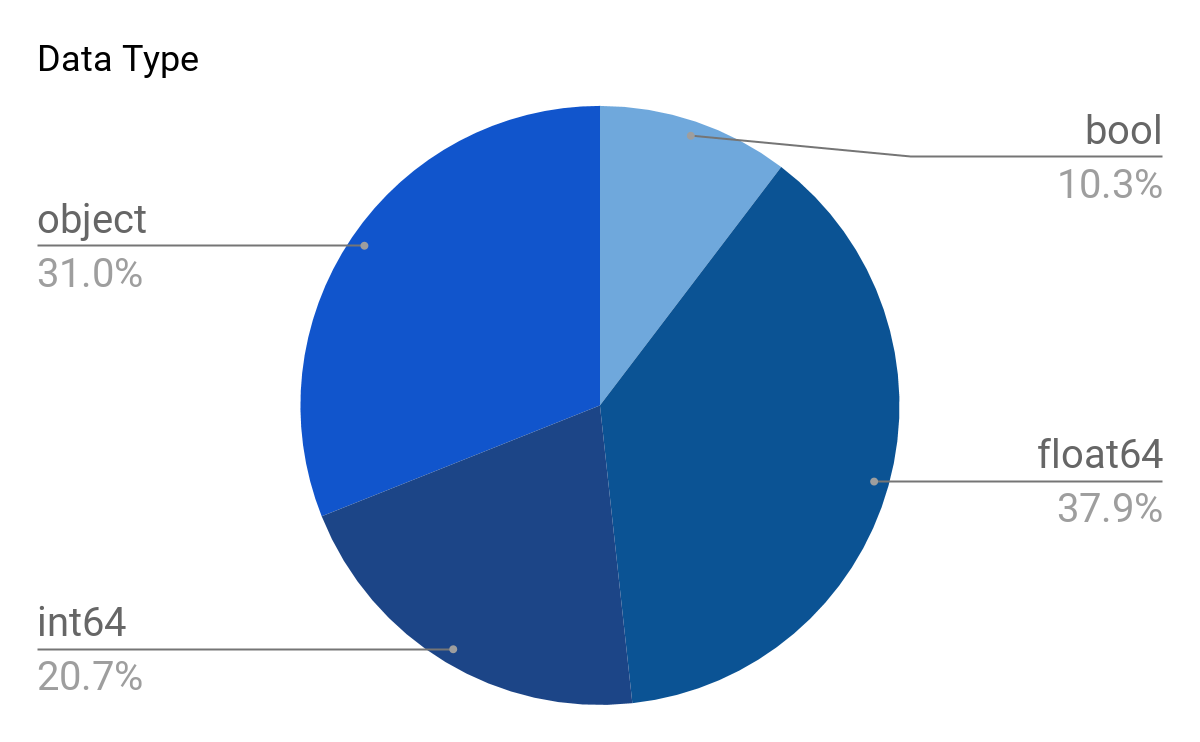 Data Type
bool
10.3%
object
31.0%
float64
37.9%
int64
20.7%